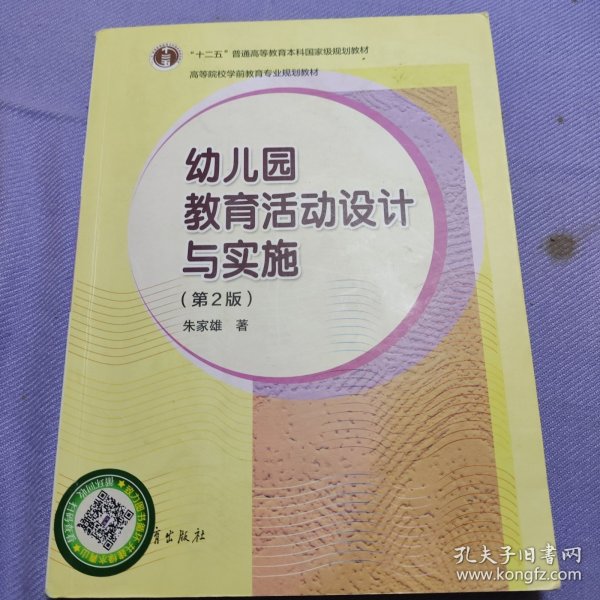 “十二五”普通高等教育本科国家级规划教材
高等院校学前教育专业规划教材
幼儿园
教育活动设计
与实施
(第2版)
朱家雄 著
育出版社
孔夫子旧书网
www.kongfz.com